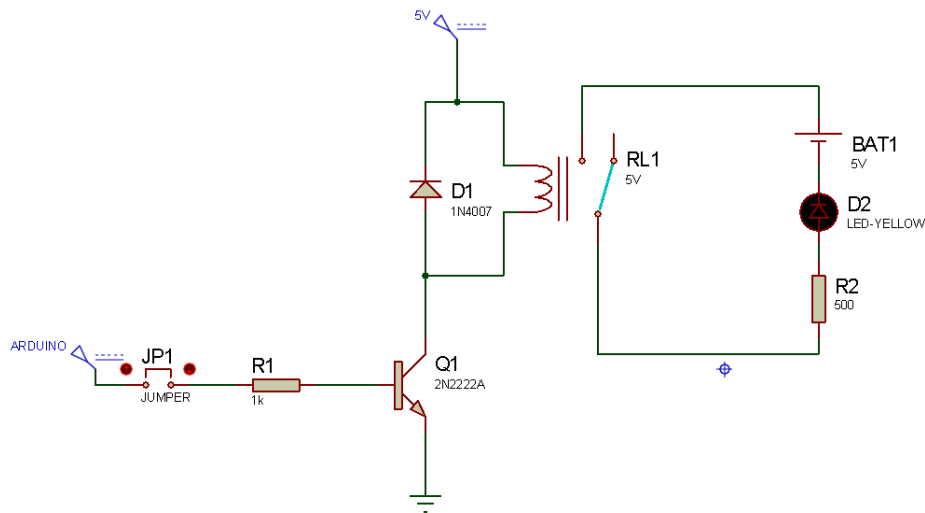 5V
RL1
5V
BAT1
5V
D1
1N4007
D2
LED-YELLOW
R2
500
ARDUINO
JP1
JUMPER
R1
1k
Q1
2N2222A